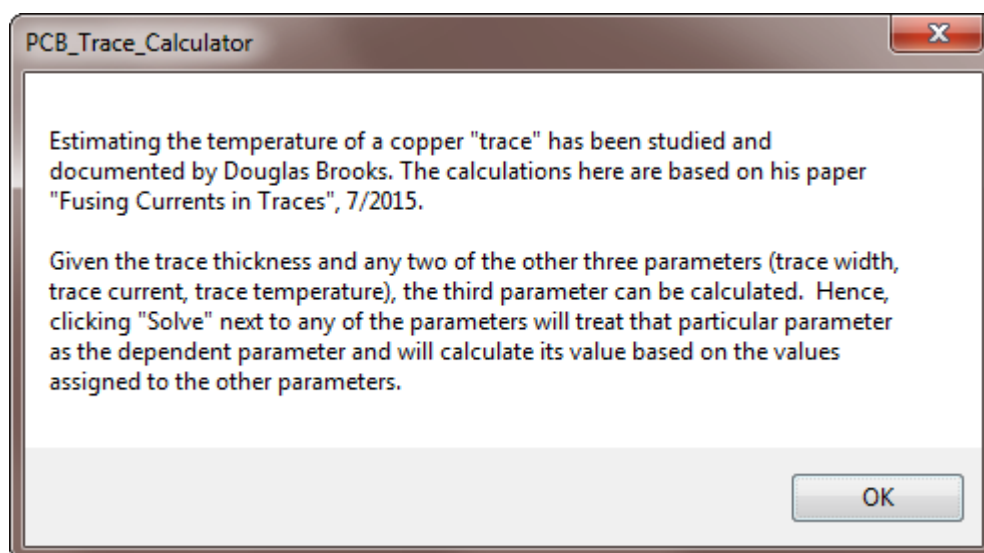 PCB_Trace_Calculator
Estimating the temperature of a copper "trace" has been studied and
documented by Douglas Brooks. The calculations here are based on his paper
"Fusing Currents in Traces", 7/2015.
Given the trace thickness and any two of the other three parameters (trace width,
trace current, trace temperature), the third parameter can be calculated.  Hence,
clicking "Solve" next to any of the parameters will treat that particular parameter
as the dependent parameter and will calculate its value based on the values
assigned to the other parameters.
OK